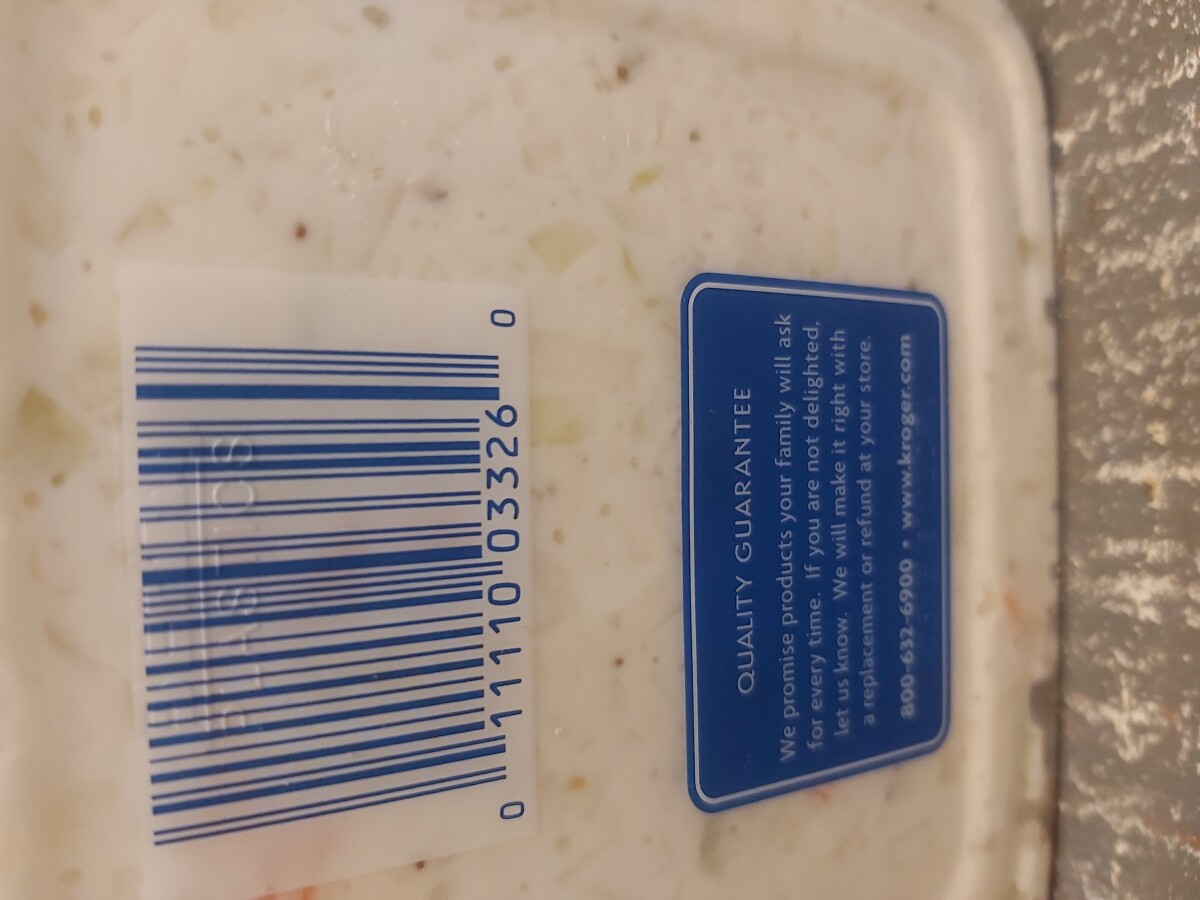 0 11110 03326 0
QUALITY GUARANTEE
We promise products your family will ask
for every time. If you are not delighted,
let us know. We will make it right with
a replacement or refund at your store.
800-632-6900 • www.kroger.com